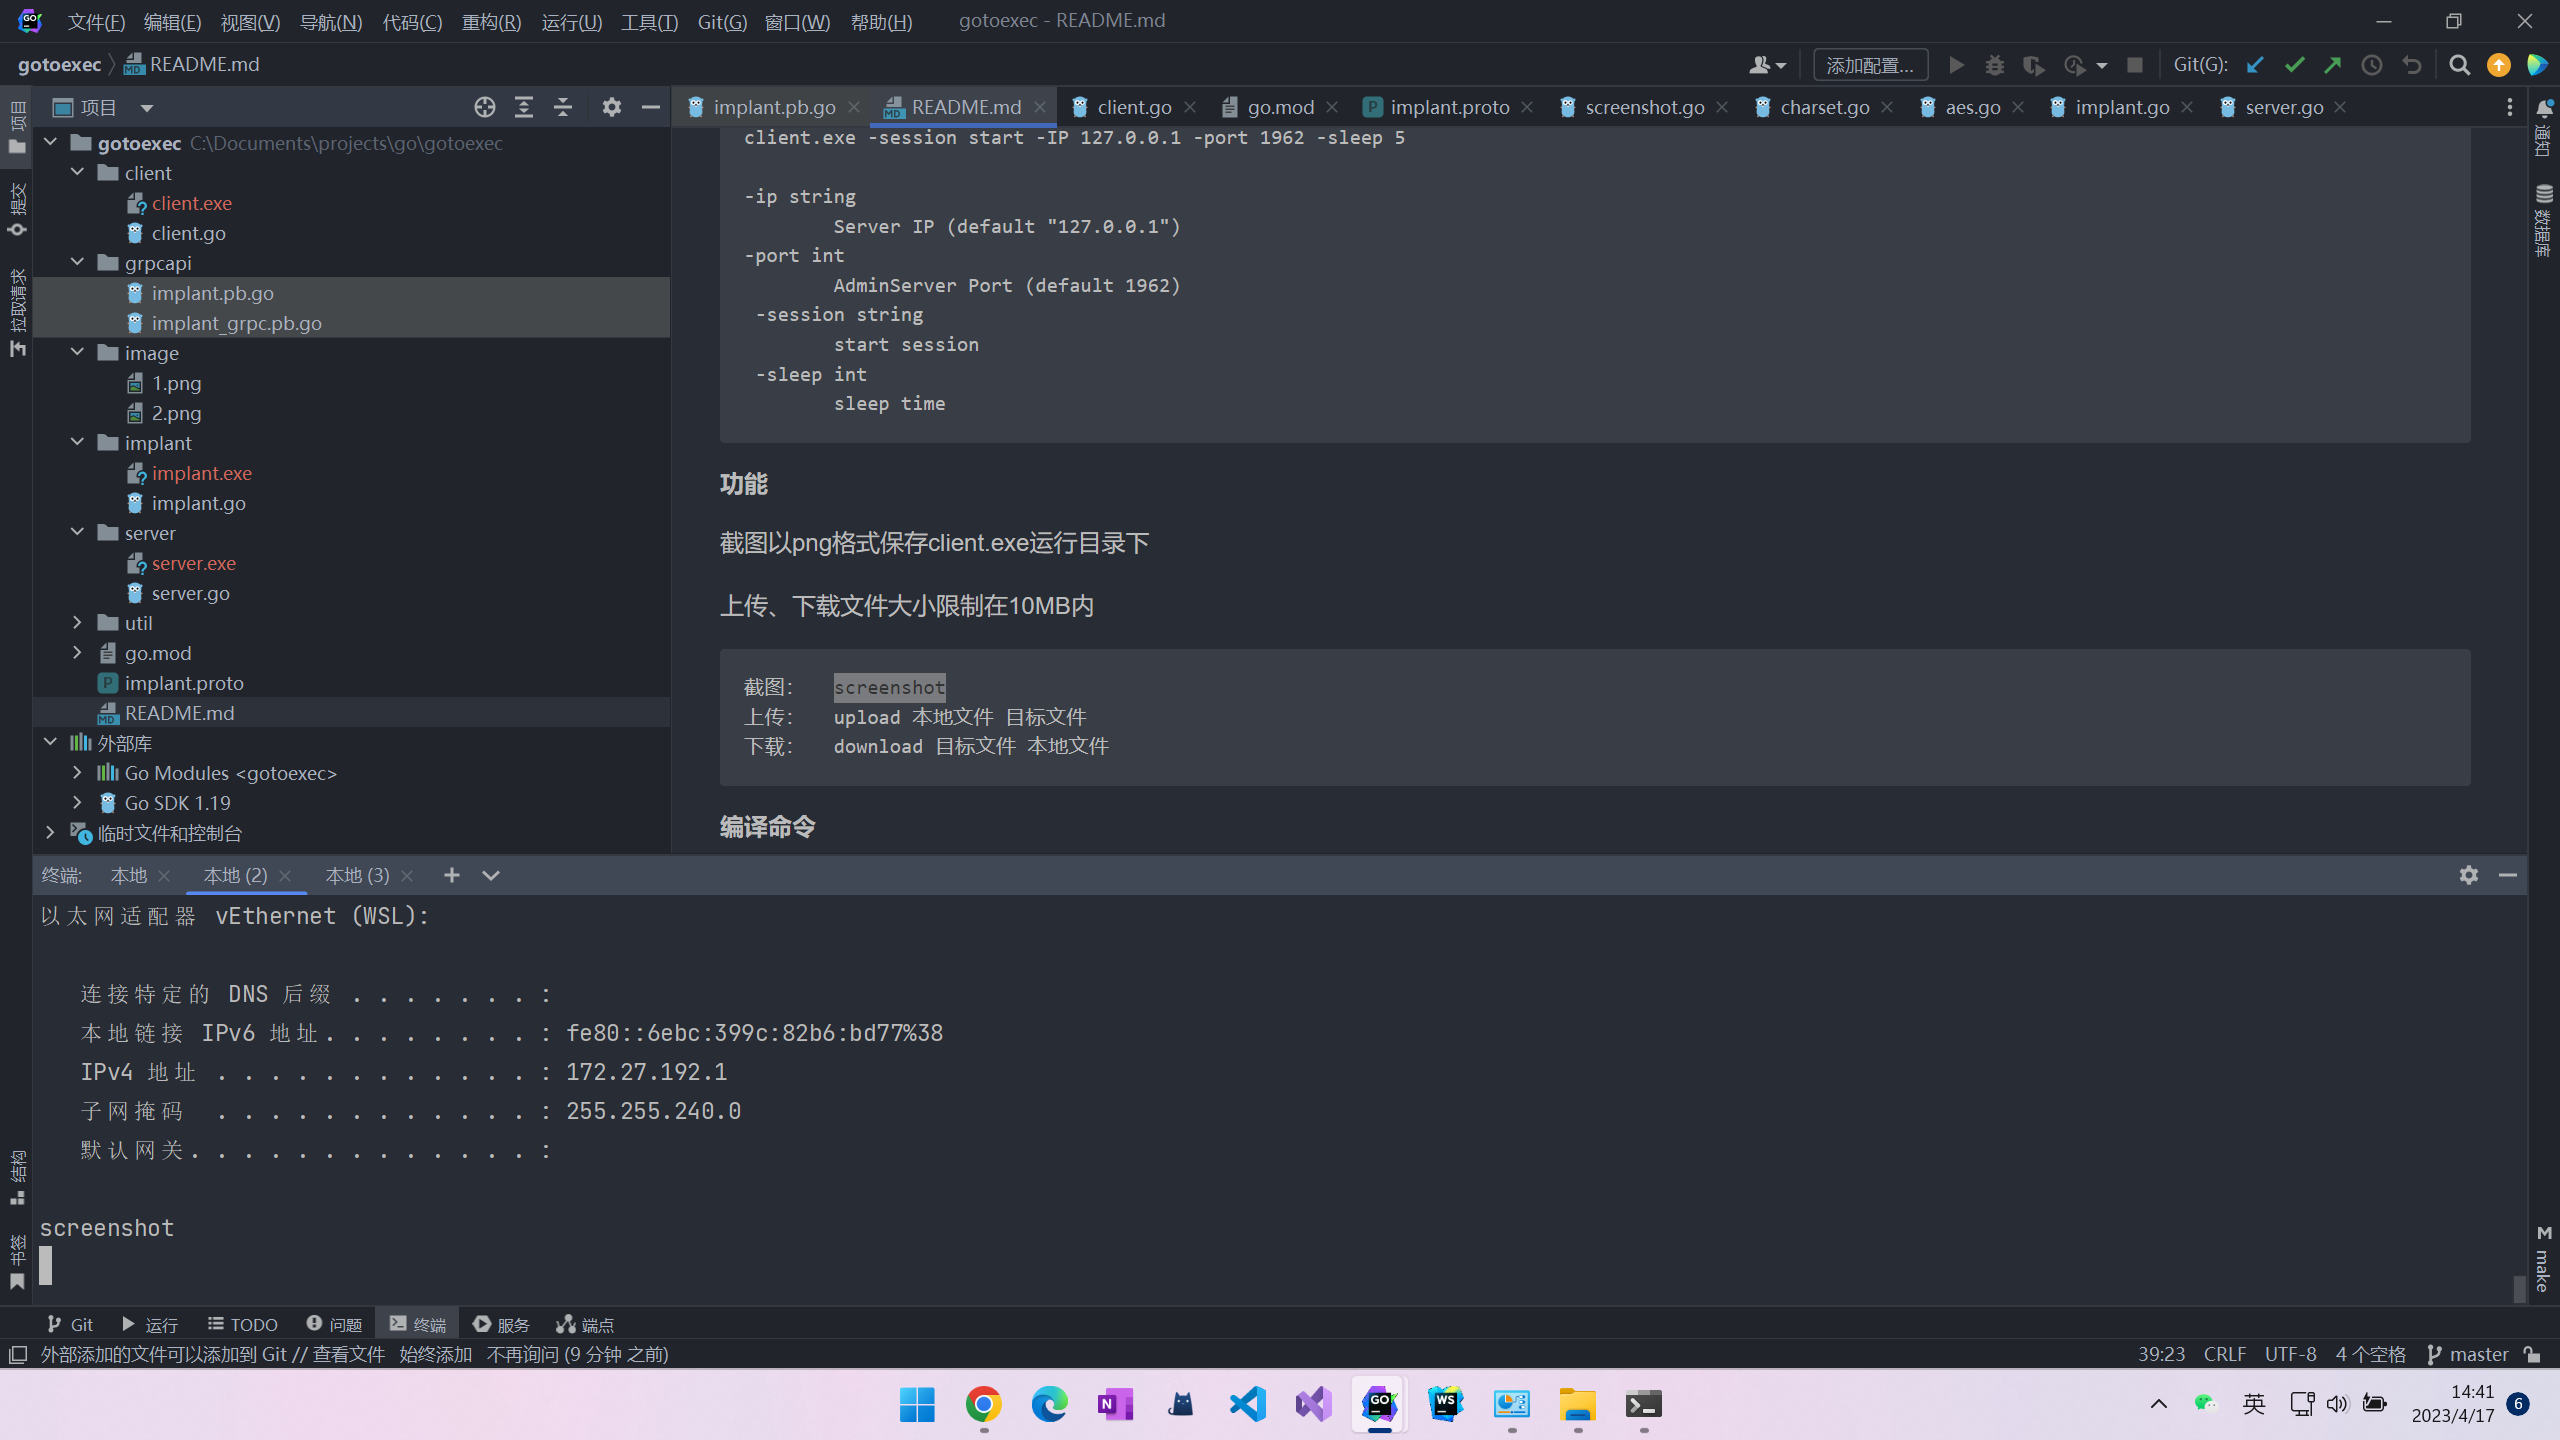 文件(F) 编辑(E) 视图(V) 导航(N) 代码(C) 重构(R) 运行(U) 工具(T) Git(G) 窗口(W) 帮助(H) gotoexec - README.md
gotoexec README.md 添加配置... Git(G):
项目
implant.pb.go README.md client.go go.mod implant.proto screenshot.go charset.go aes.go implant.go server.go
gotoexec C:\Documents\projects\go\gotoexec
client
client.exe
client.go
grpcapi
implant.pb.go
implant_grpc.pb.go
image
1.png
2.png
implant
implant.exe
implant.go
server
server.exe
server.go
util
go.mod
implant.proto
README.md
外部库
Go Modules <gotoexec>
Go SDK 1.19
临时文件和控制台
client.exe -session start -IP 127.0.0.1 -port 1962 -sleep 5
-ip string
Server IP (default "127.0.0.1")
-port int
AdminServer Port (default 1962)
-session string
start session
-sleep int
sleep time
功能
截图以png格式保存client.exe运行目录下
上传、下载文件大小限制在10MB内
截图: screenshot
上传: upload 本地文件 目标文件
下载: download 目标文件 本地文件
编译命令
项目
提交
拉取请求
结构
书签
通知
数据库
M make
终端: 本地 本地 (2) 本地 (3)
以太网适配器 vEthernet (WSL):
连接特定的 DNS 后缀 . . . . . . . :
本地链接 IPv6 地址. . . . . . . . : fe80::6ebc:399c:82b6:bd77%38
IPv4 地址 . . . . . . . . . . . . : 172.27.192.1
子网掩码 . . . . . . . . . . . . : 255.255.240.0
默认网关. . . . . . . . . . . . . :
screenshot
Git 运行 TODO 问题 终端 服务 端点
外部添加的文件可以添加到 Git // 查看文件 始终添加 不再询问 (9 分钟 之前) 39:23 CRLF UTF-8 4 个空格 master
英 14:41
2023/4/17 6